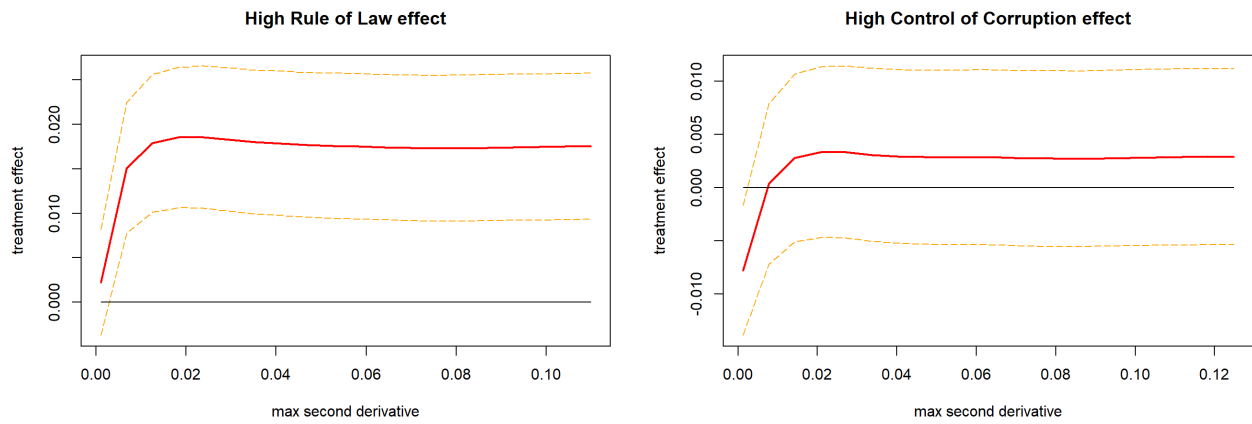 High Rule of Law effect
treatment effect
0.020
0.010
0.000
0.00 0.02 0.04 0.06 0.08 0.10
max second derivative
High Control of Corruption effect
treatment effect
0.010
0.005
0.000
-0.010
0.00 0.02 0.04 0.06 0.08 0.10 0.12
max second derivative